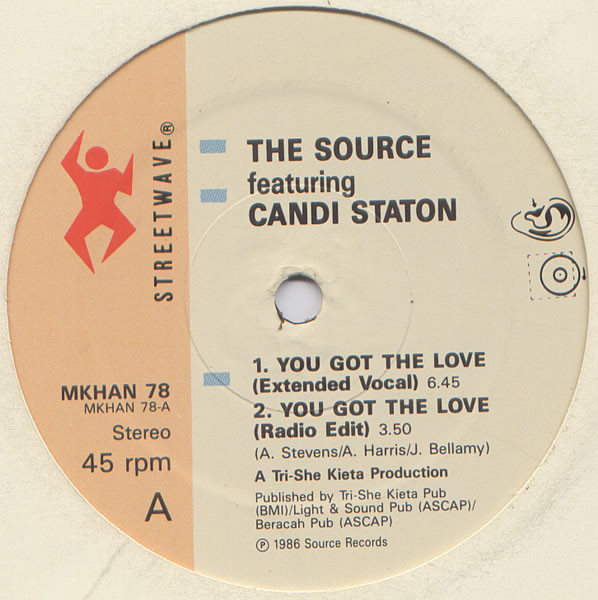 STREETWAVE®
THE SOURCE
featuring
CANDI STATON
1. YOU GOT THE LOVE
(Extended Vocal) 6.45
2. YOU GOT THE LOVE
(Radio Edit) 3.50
(A. Stevens/A. Harris/J. Bellamy)
A Tri-She Kieta Production
Published by Tri-She Kieta Pub
(BMI)/Light & Sound Pub (ASCAP)/
Beracah Pub (ASCAP)
℗ 1986 Source Records
MKHAN 78
MKHAN 78-A
Stereo
45 rpm
A